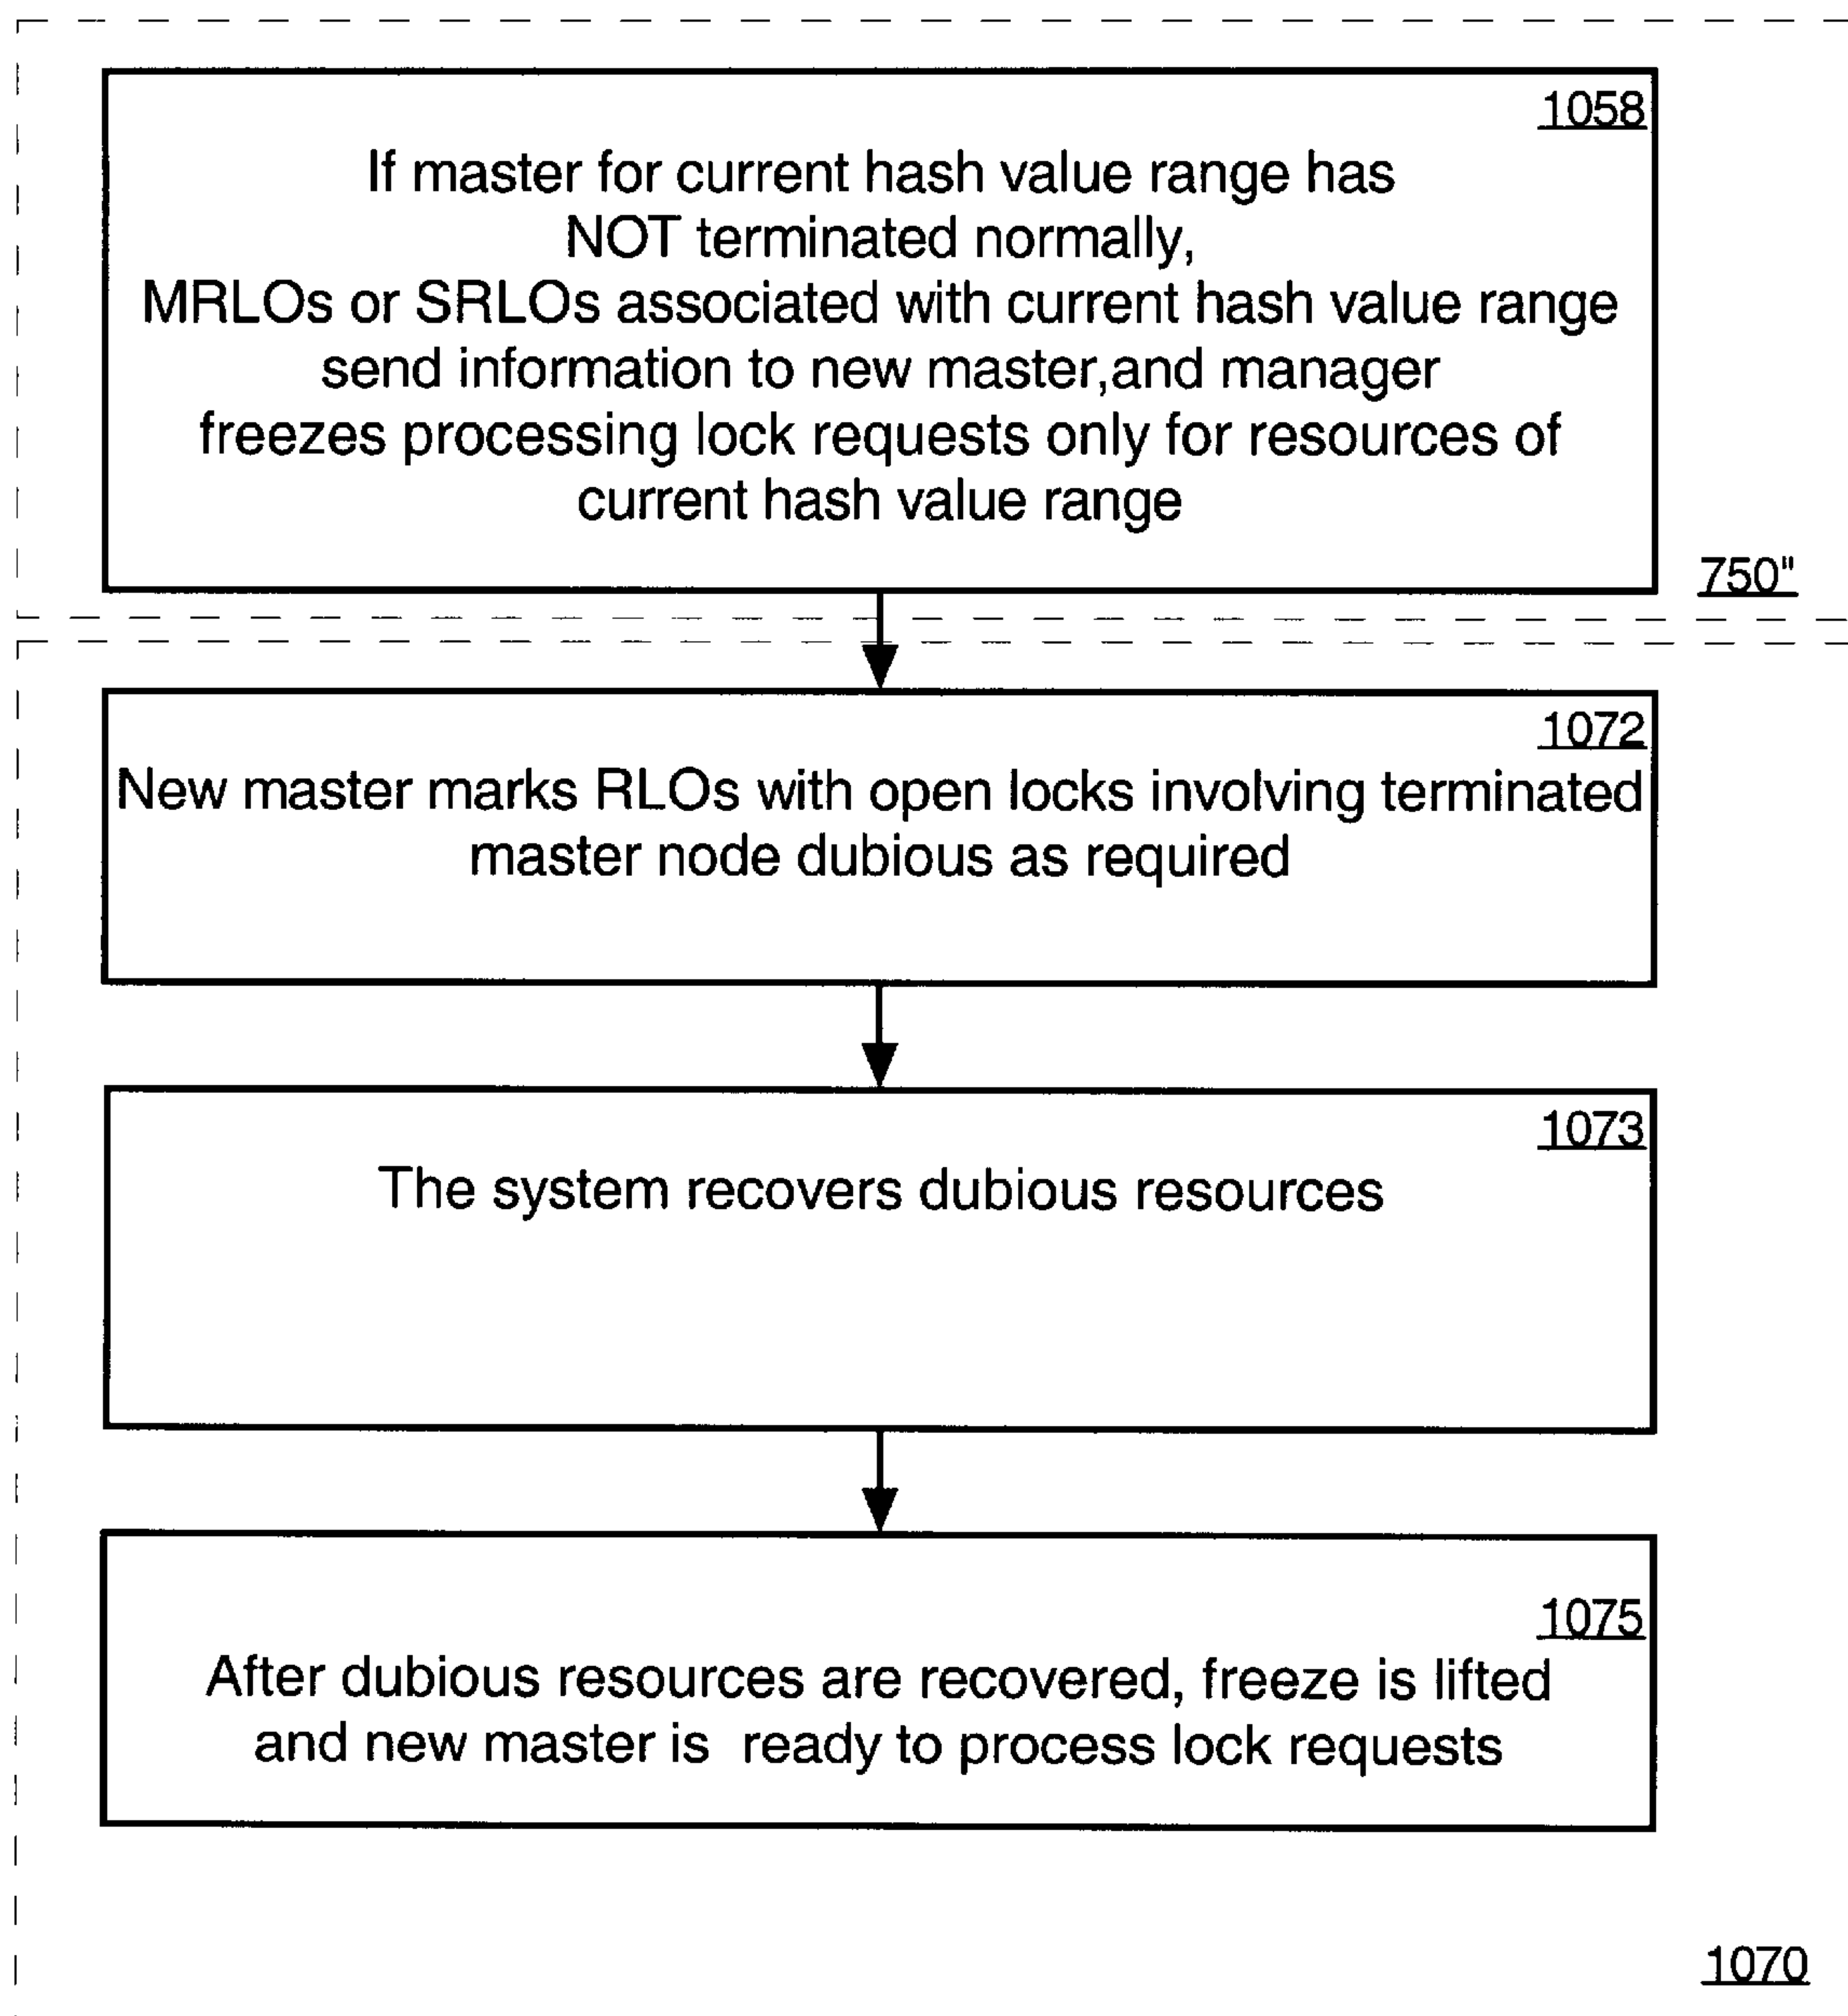 1058
If master for current hash value range has
NOT terminated normally,
MRLOs or SRLOs associated with current hash value range
send information to new master,and manager
freezes processing lock requests only for resources of
current hash value range
750"
1072
New master marks RLOs with open locks involving terminated
master node dubious as required
1073
The system recovers dubious resources
1075
After dubious resources are recovered, freeze is lifted
and new master is ready to process lock requests
1070